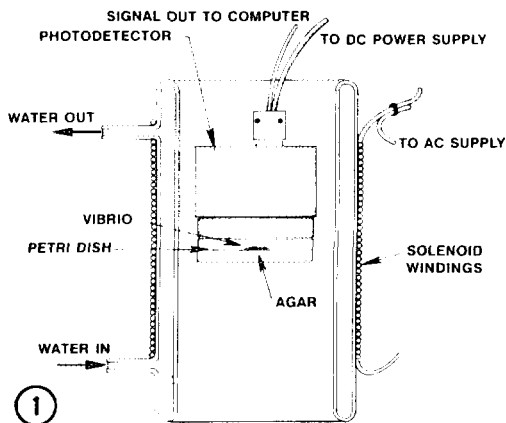 SIGNAL OUT TO COMPUTER
PHOTODETECTOR
TO DC POWER SUPPLY
WATER OUT
TO AC SUPPLY
VIBRIO
PETRI DISH
SOLENOID
WINDINGS
AGAR
WATER IN
1